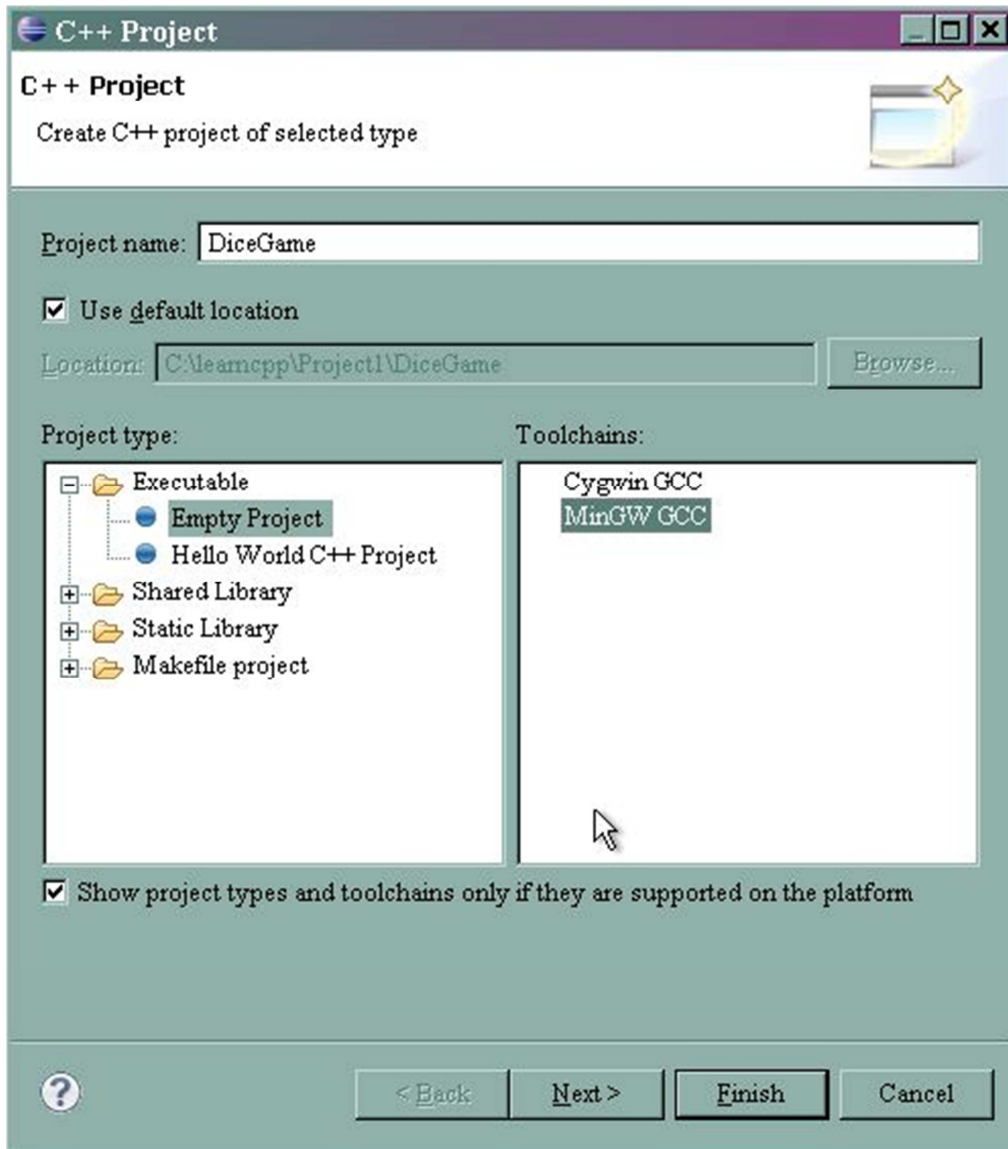 C++ Project
C++ Project
Create C++ project of selected type
Project name: DiceGame
Use default location
Location: C:\learncpp\Project1\DiceGame Browse...
Project type: Toolchains:
Executable Cygwin GCC
Empty Project MinGW GCC
Hello World C++ Project
Shared Library
Static Library
Makefile project
Show project types and toolchains only if they are supported on the platform
? < Back Next > Finish Cancel